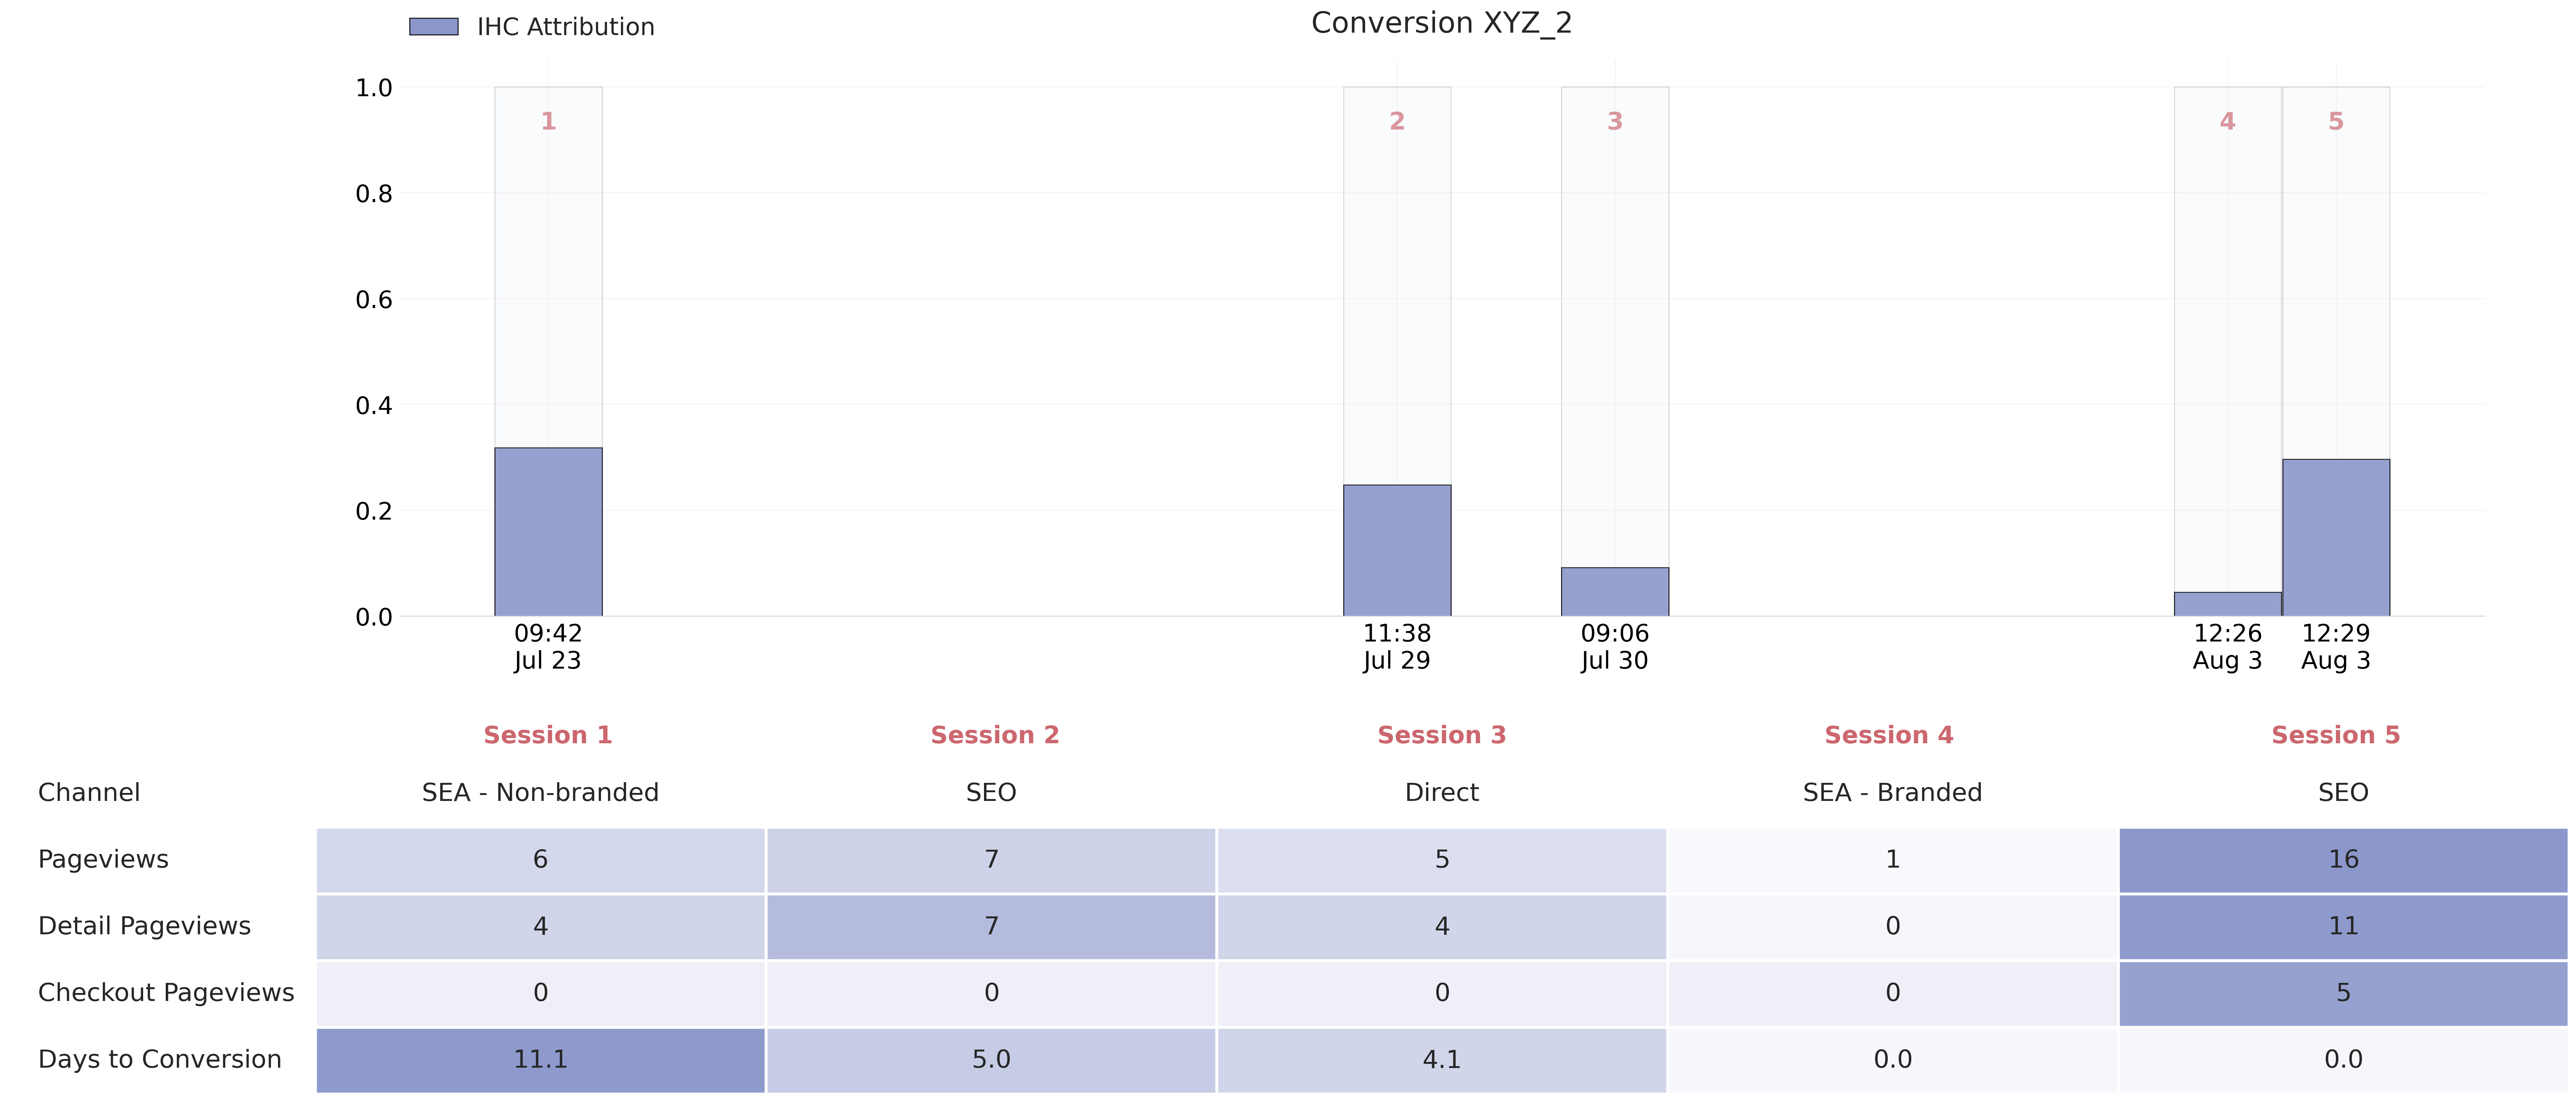 IHC Attribution
Conversion XYZ_2
1.0
0.8
0.6
0.4
0.2
0.0
1 2 3 4 5
09:42 11:38 09:06 12:26 12:29
Jul 23 Jul 29 Jul 30 Aug 3 Aug 3
Session 1 Session 2 Session 3 Session 4 Session 5
Channel SEA - Non-branded SEO Direct SEA - Branded SEO
Pageviews 6 7 5 1 16
Detail Pageviews 4 7 4 0 11
Checkout Pageviews 0 0 0 0 5
Days to Conversion 11.1 5.0 4.1 0.0 0.0